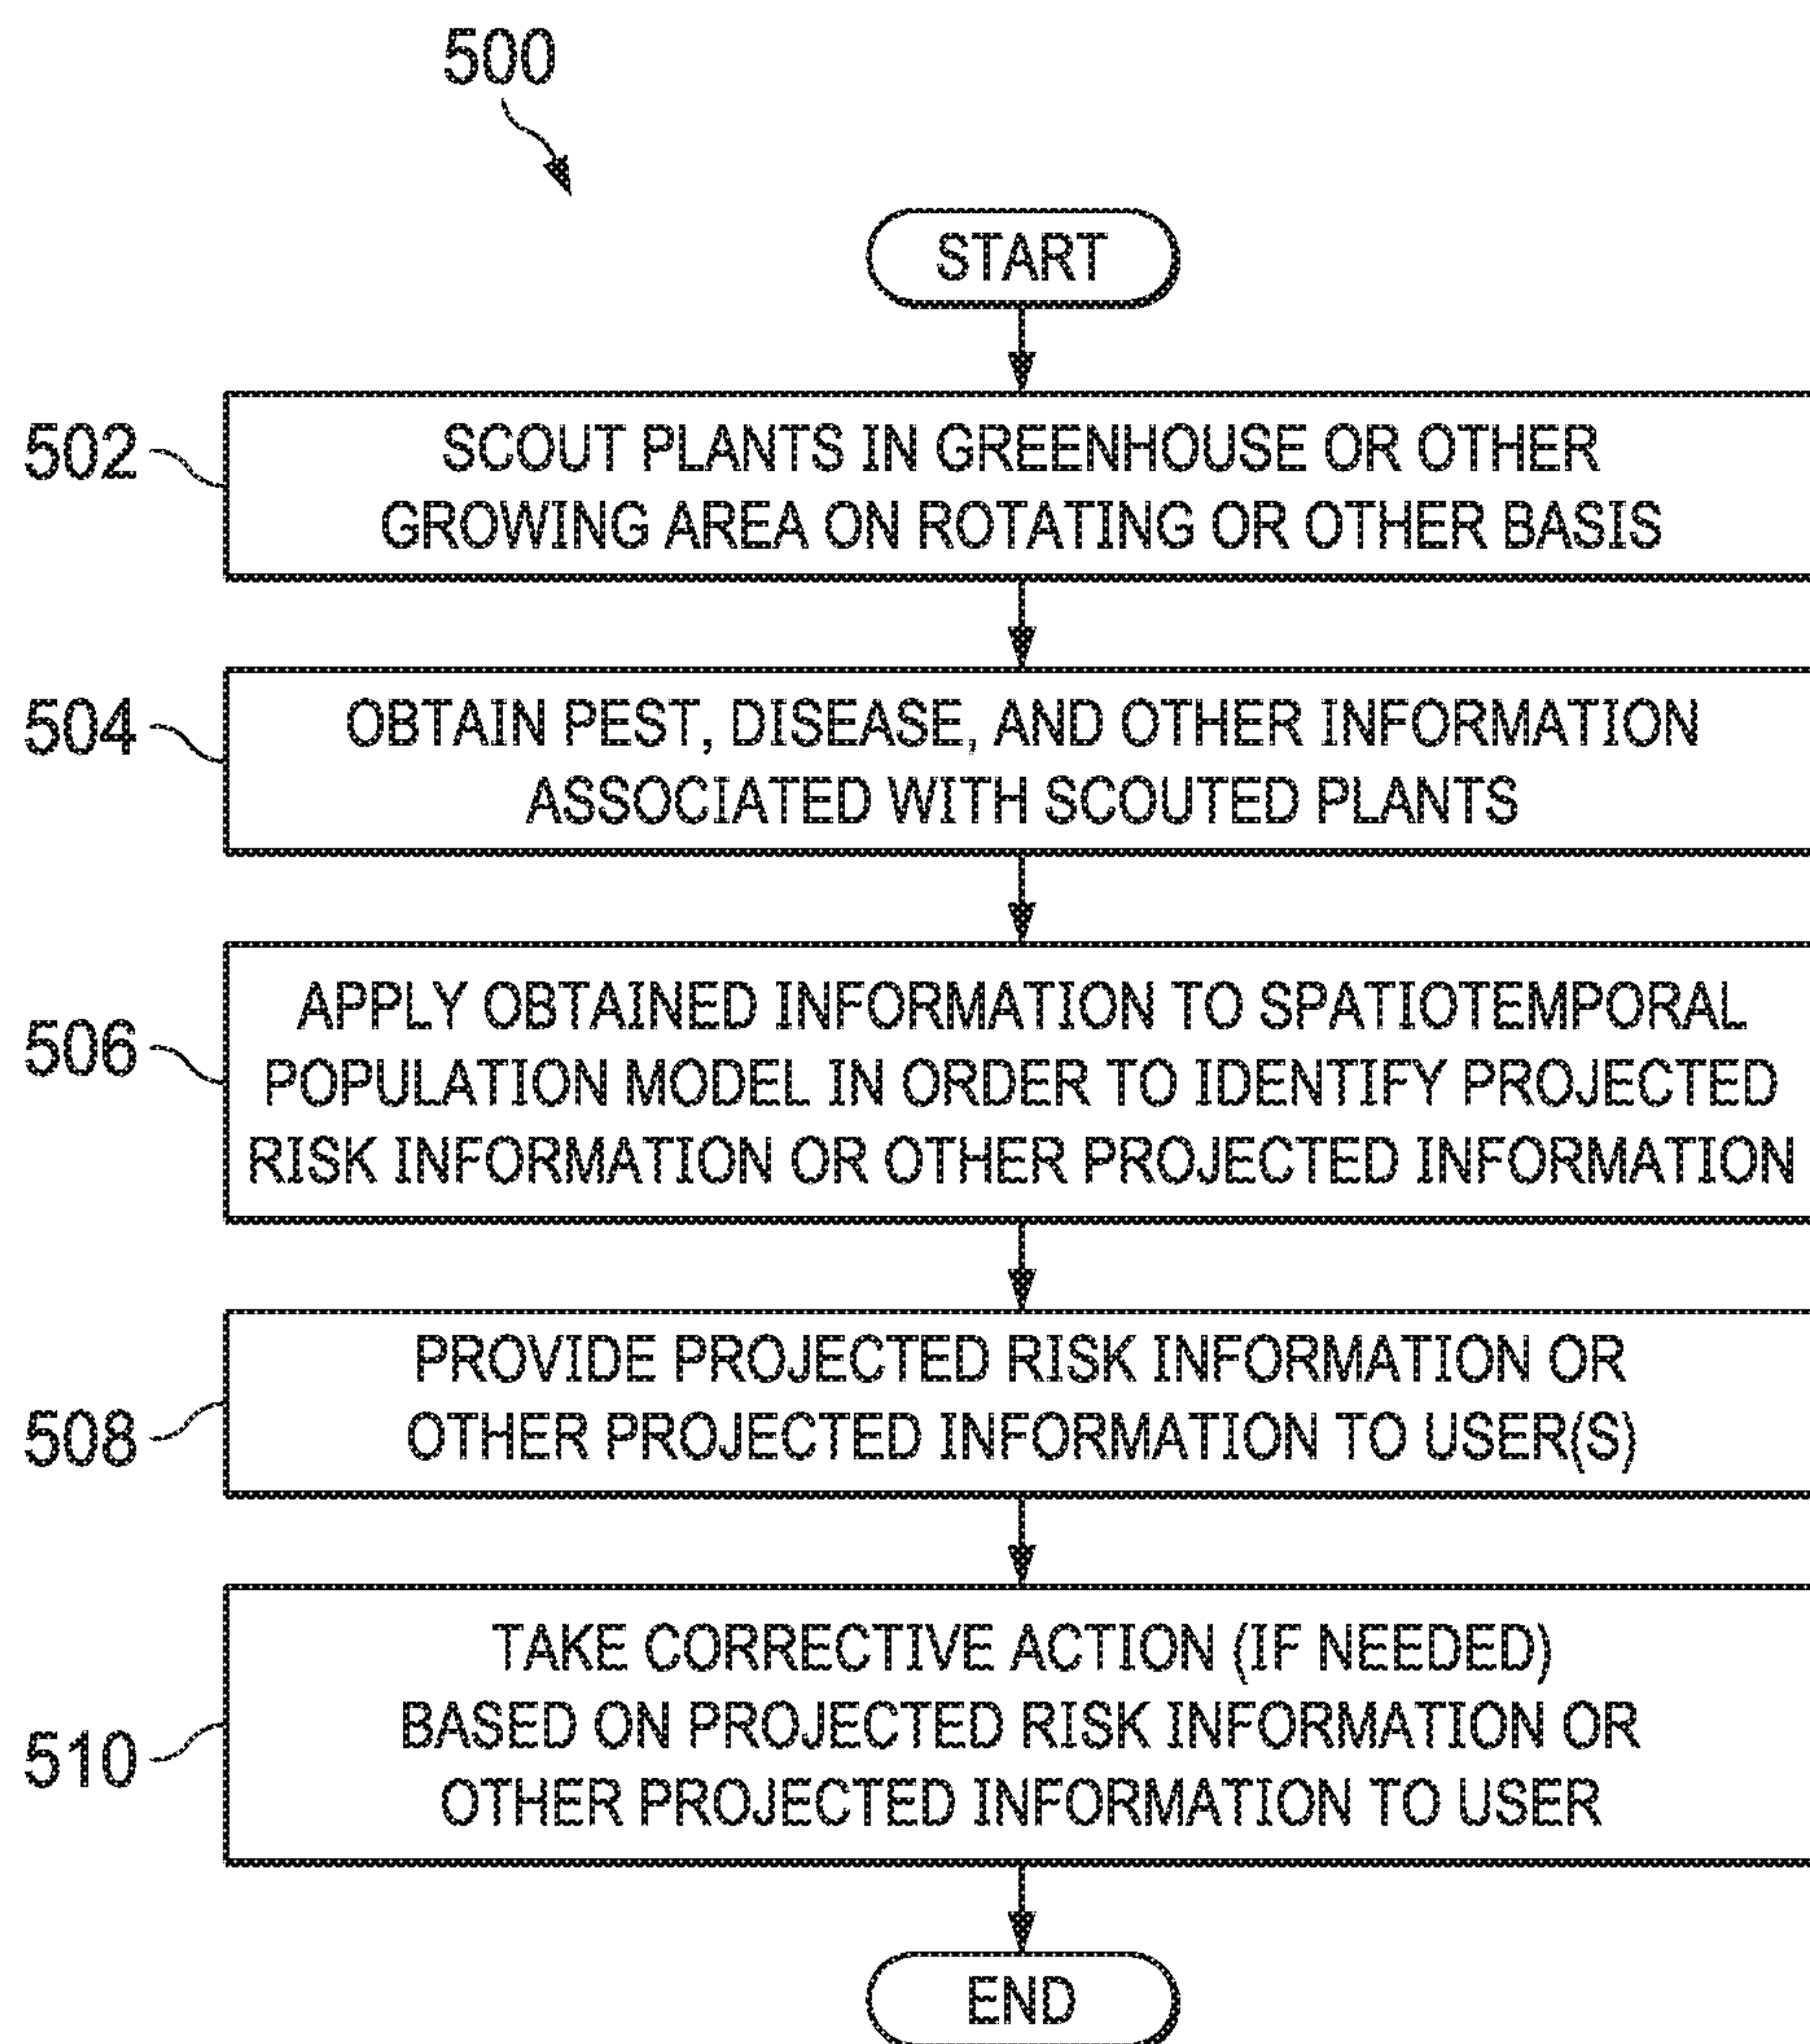 500
START
502
SCOUT PLANTS IN GREENHOUSE OR OTHER
GROWING AREA ON ROTATING OR OTHER BASIS
504
OBTAIN PEST, DISEASE, AND OTHER INFORMATION
ASSOCIATED WITH SCOUTED PLANTS
506
APPLY OBTAINED INFORMATION TO SPATIOTEMPORAL
POPULATION MODEL IN ORDER TO IDENTIFY PROJECTED
RISK INFORMATION OR OTHER PROJECTED INFORMATION
508
PROVIDE PROJECTED RISK INFORMATION OR
OTHER PROJECTED INFORMATION TO USER(S)
510
TAKE CORRECTIVE ACTION (IF NEEDED)
BASED ON PROJECTED RISK INFORMATION OR
OTHER PROJECTED INFORMATION TO USER
END